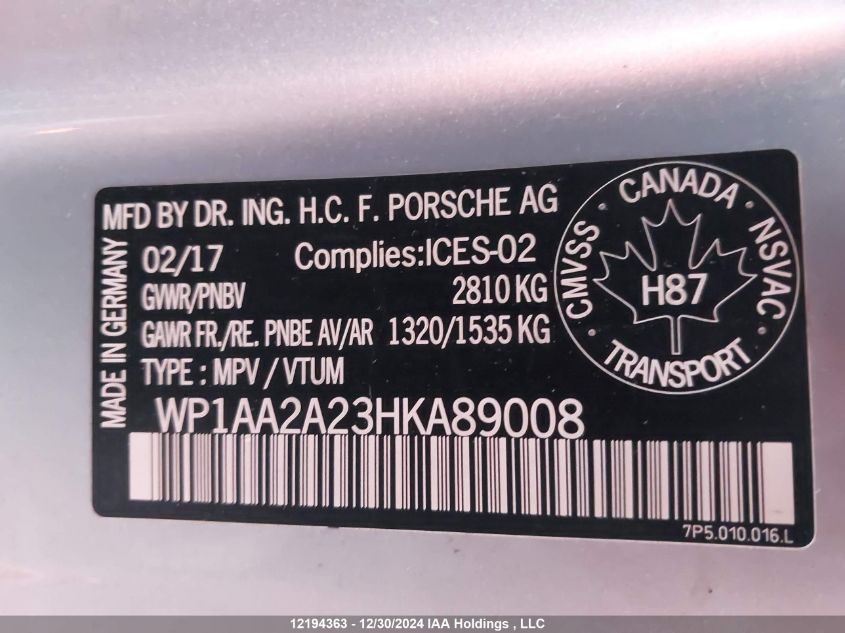 MFD BY DR. ING. H.C. F. PORSCHE AG
02/17 Complies:ICES-02
GVWR/PNBV 2810 KG
GAWR FR./RE. PNBE AV/AR 1320/1535 KG
TYPE : MPV / VTUM
WP1AA2A23HKA89008
MADE IN GERMANY
CANADA
CMVSS · NSVAC
H87
TRANSPORT
7P5.010.016.L
12194363 - 12/30/2024 IAA Holdings , LLC